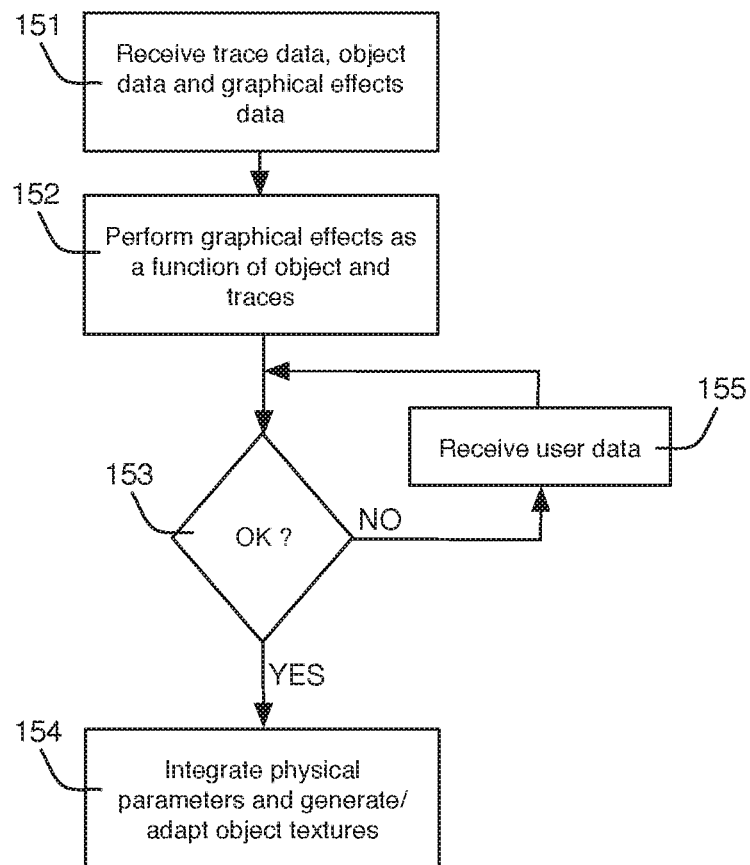 151
Receive trace data, object
data and graphical effects
data
152
Perform graphical effects as
a function of object and
traces
155
Receive user data
153
OK ?
NO
YES
154
Integrate physical
parameters and generate/
adapt object textures